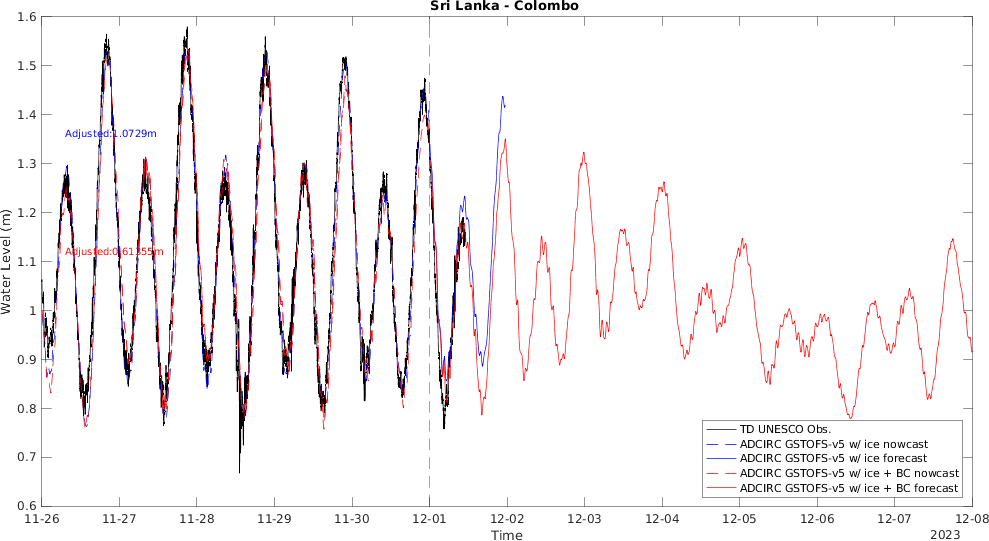 Sri Lanka - Colombo
1.6
1.5
1.4
1.3
1.2
1.1
1
0.9
0.8
0.7
0.6
Water Level (m)
Adjusted:1.0729m
Adjusted:0.61355m
TD UNESCO Obs.
ADCIRC GSTOFS-v5 w/ ice nowcast
ADCIRC GSTOFS-v5 w/ ice forecast
ADCIRC GSTOFS-v5 w/ ice + BC nowcast
ADCIRC GSTOFS-v5 w/ ice + BC forecast
11-26 11-27 11-28 11-29 11-30 12-01 12-02 12-03 12-04 12-05 12-06 12-07 12-08
Time
2023